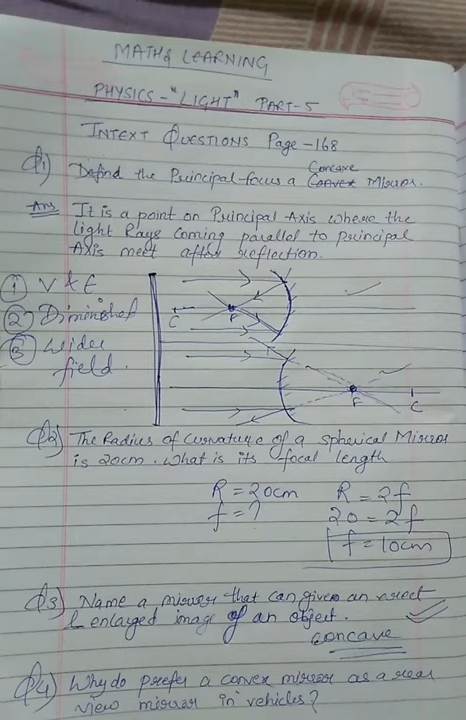 MATHS LEARNING
PHYSICS - "LIGHT" PART-5
INTEXT QUESTIONS Page -168
Q1) Defind the Principal focus a Concave Mirror.
Ans It is a point on Principal Axis where the
Light Rays Coming parallel to principal
Axis meet after reflection.
① V & E
② Diminished
③ Wider
field.
C
F
F
C
Q2) The Radius of Curvature of a spherical Mirror
is 20cm. What is its focal length
R = 20cm R = 2f
f = ? 20 = 2f
f = 10cm
Q3) Name a mirror that can given an erect
& enlarged image of an object.
concave
Q4) Why do prefer a convex mirror as a rear
view mirror in vehicles?